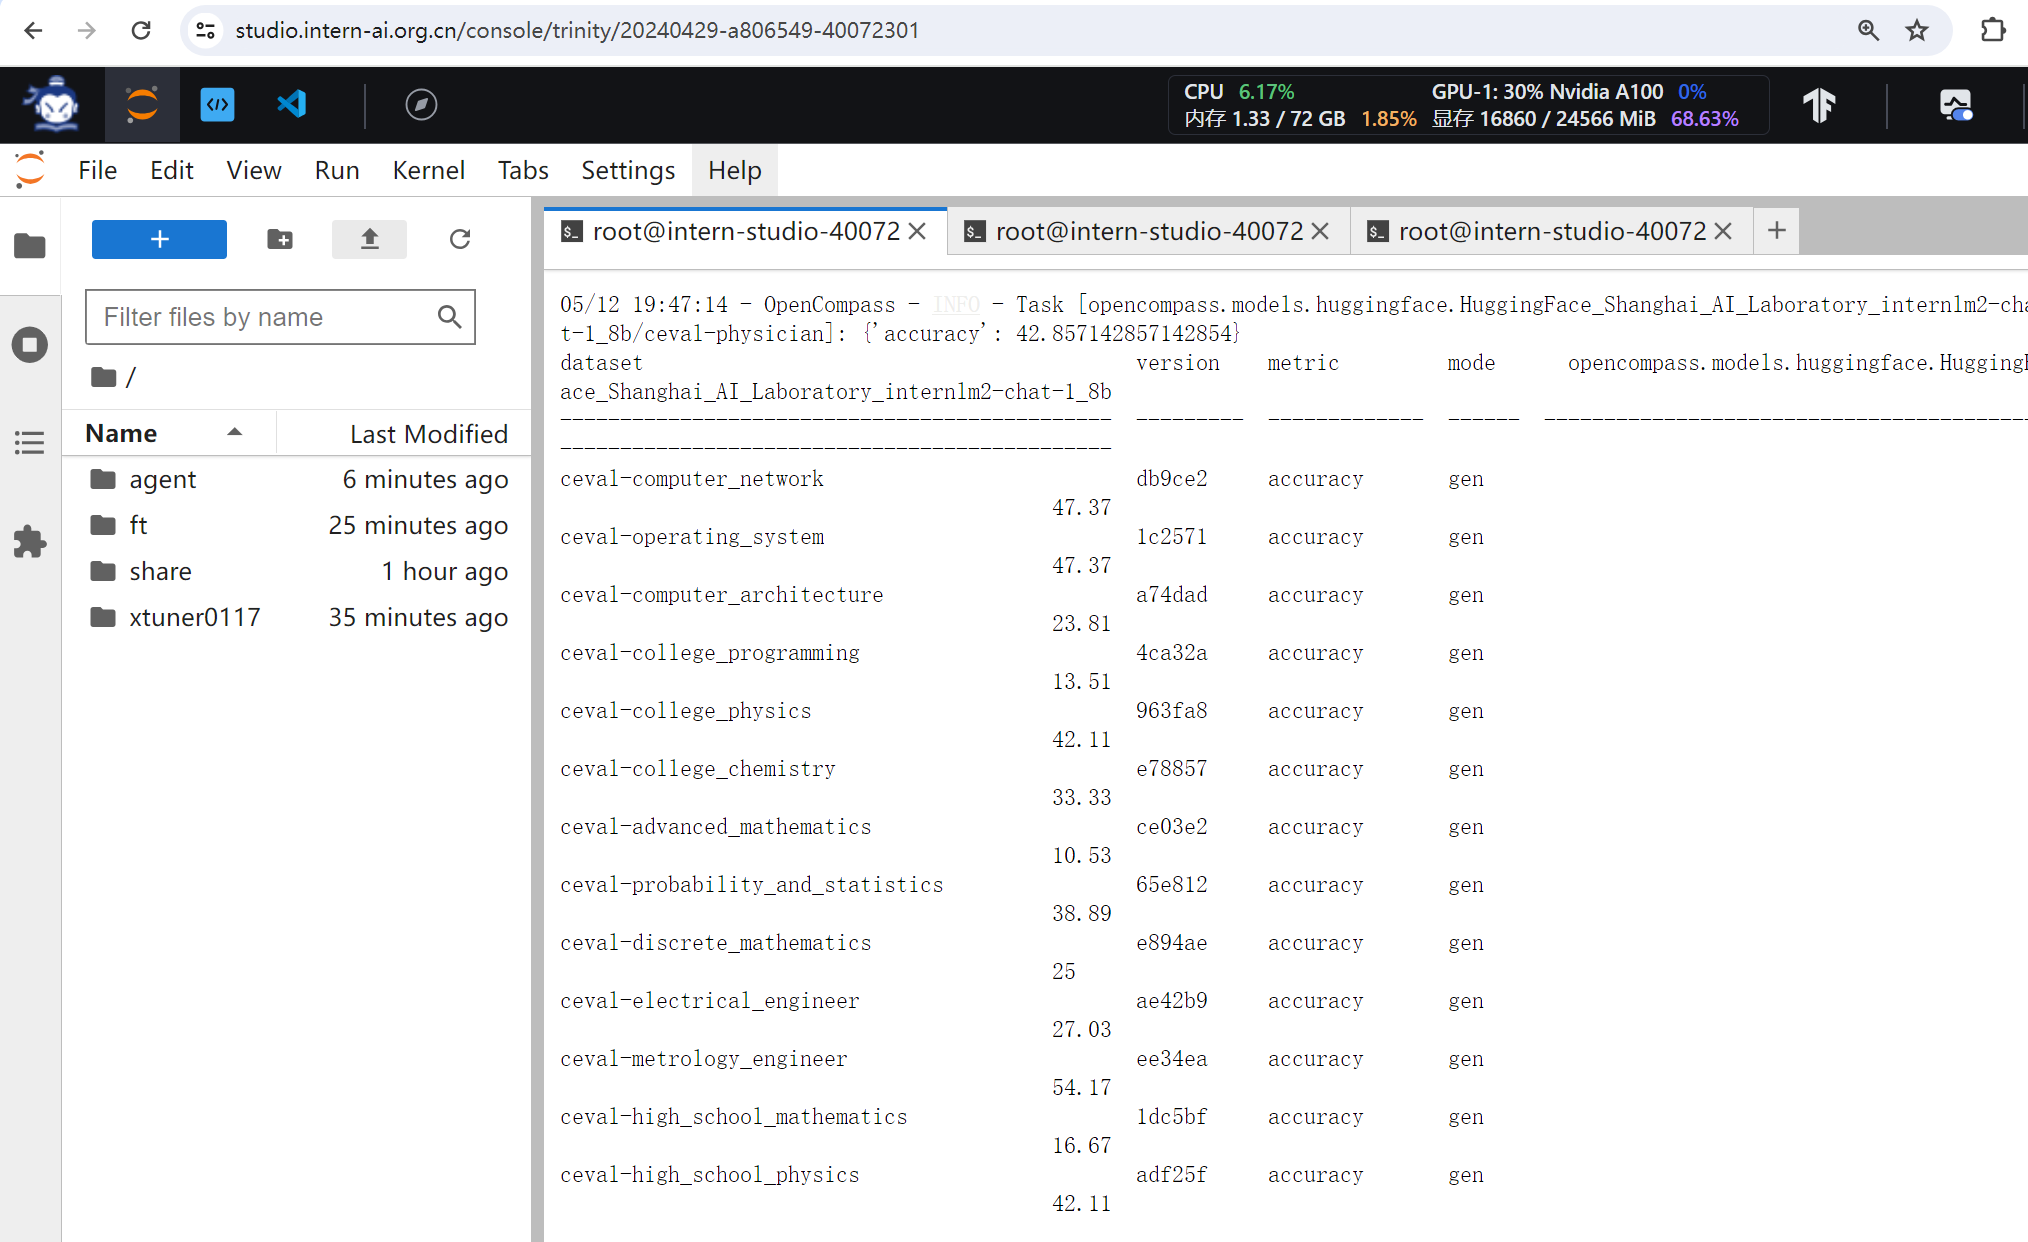 studio.intern-ai.org.cn/console/trinity/20240429-a806549-40072301
CPU 6.17% GPU-1: 30% Nvidia A100 0%
内存 1.33 / 72 GB 1.85% 显存 16860 / 24566 MiB 68.63%
File Edit View Run Kernel Tabs Settings Help
root@intern-studio-40072 root@intern-studio-40072 root@intern-studio-40072
Filter files by name
/
Name Last Modified
agent 6 minutes ago
ft 25 minutes ago
share 1 hour ago
xtuner0117 35 minutes ago
05/12 19:47:14 - OpenCompass - INFO - Task [opencompass.models.huggingface.HuggingFace_Shanghai_AI_Laboratory_internlm2-cha
t-1_8b/ceval-physician]: {'accuracy': 42.857142857142854}
dataset version metric mode opencompass.models.huggingface.HuggingF
ace_Shanghai_AI_Laboratory_internlm2-chat-1_8b
---------------------------------------------- --------- ------------- ------ ----------------------------------------
----------------------------------------------
ceval-computer_network db9ce2 accuracy gen
47.37
ceval-operating_system 1c2571 accuracy gen
47.37
ceval-computer_architecture a74dad accuracy gen
23.81
ceval-college_programming 4ca32a accuracy gen
13.51
ceval-college_physics 963fa8 accuracy gen
42.11
ceval-college_chemistry e78857 accuracy gen
33.33
ceval-advanced_mathematics ce03e2 accuracy gen
10.53
ceval-probability_and_statistics 65e812 accuracy gen
38.89
ceval-discrete_mathematics e894ae accuracy gen
25
ceval-electrical_engineer ae42b9 accuracy gen
27.03
ceval-metrology_engineer ee34ea accuracy gen
54.17
ceval-high_school_mathematics 1dc5bf accuracy gen
16.67
ceval-high_school_physics adf25f accuracy gen
42.11